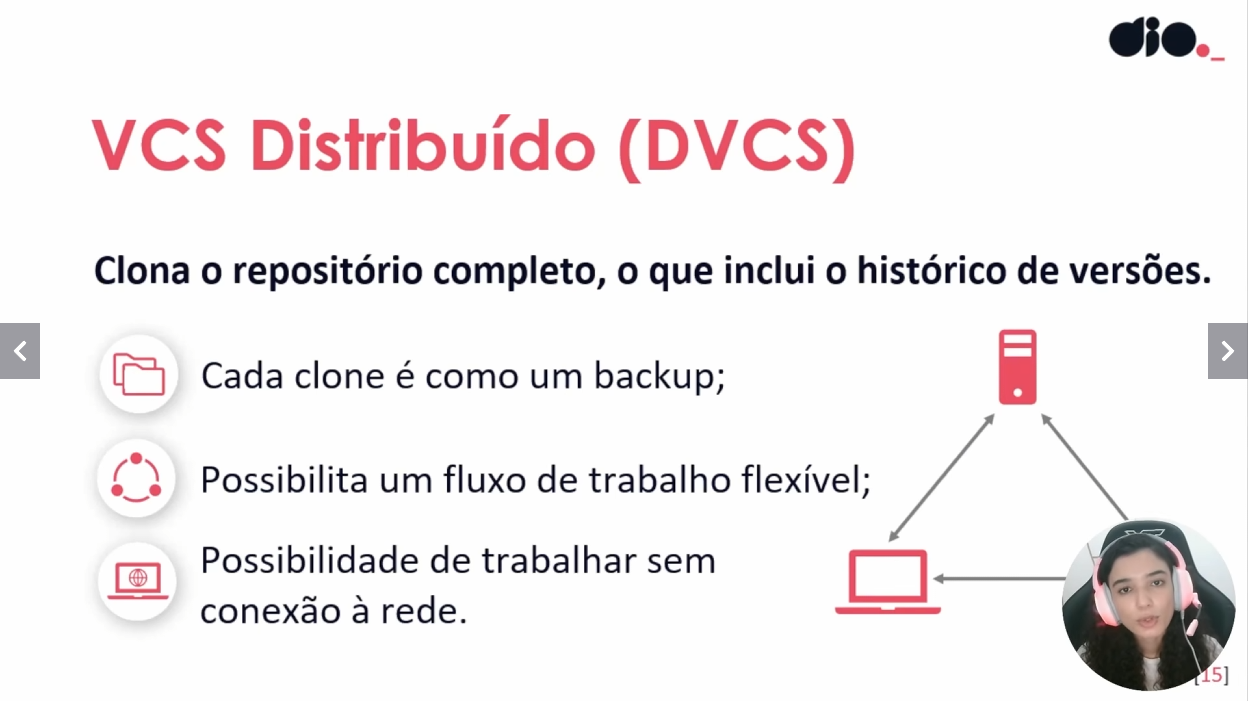 dio._
VCS Distribuído (DVCS)
Clona o repositório completo, o que inclui o histórico de versões.
Cada clone é como um backup;
Possibilita um fluxo de trabalho flexível;
Possibilidade de trabalhar sem
conexão à rede.
[15]